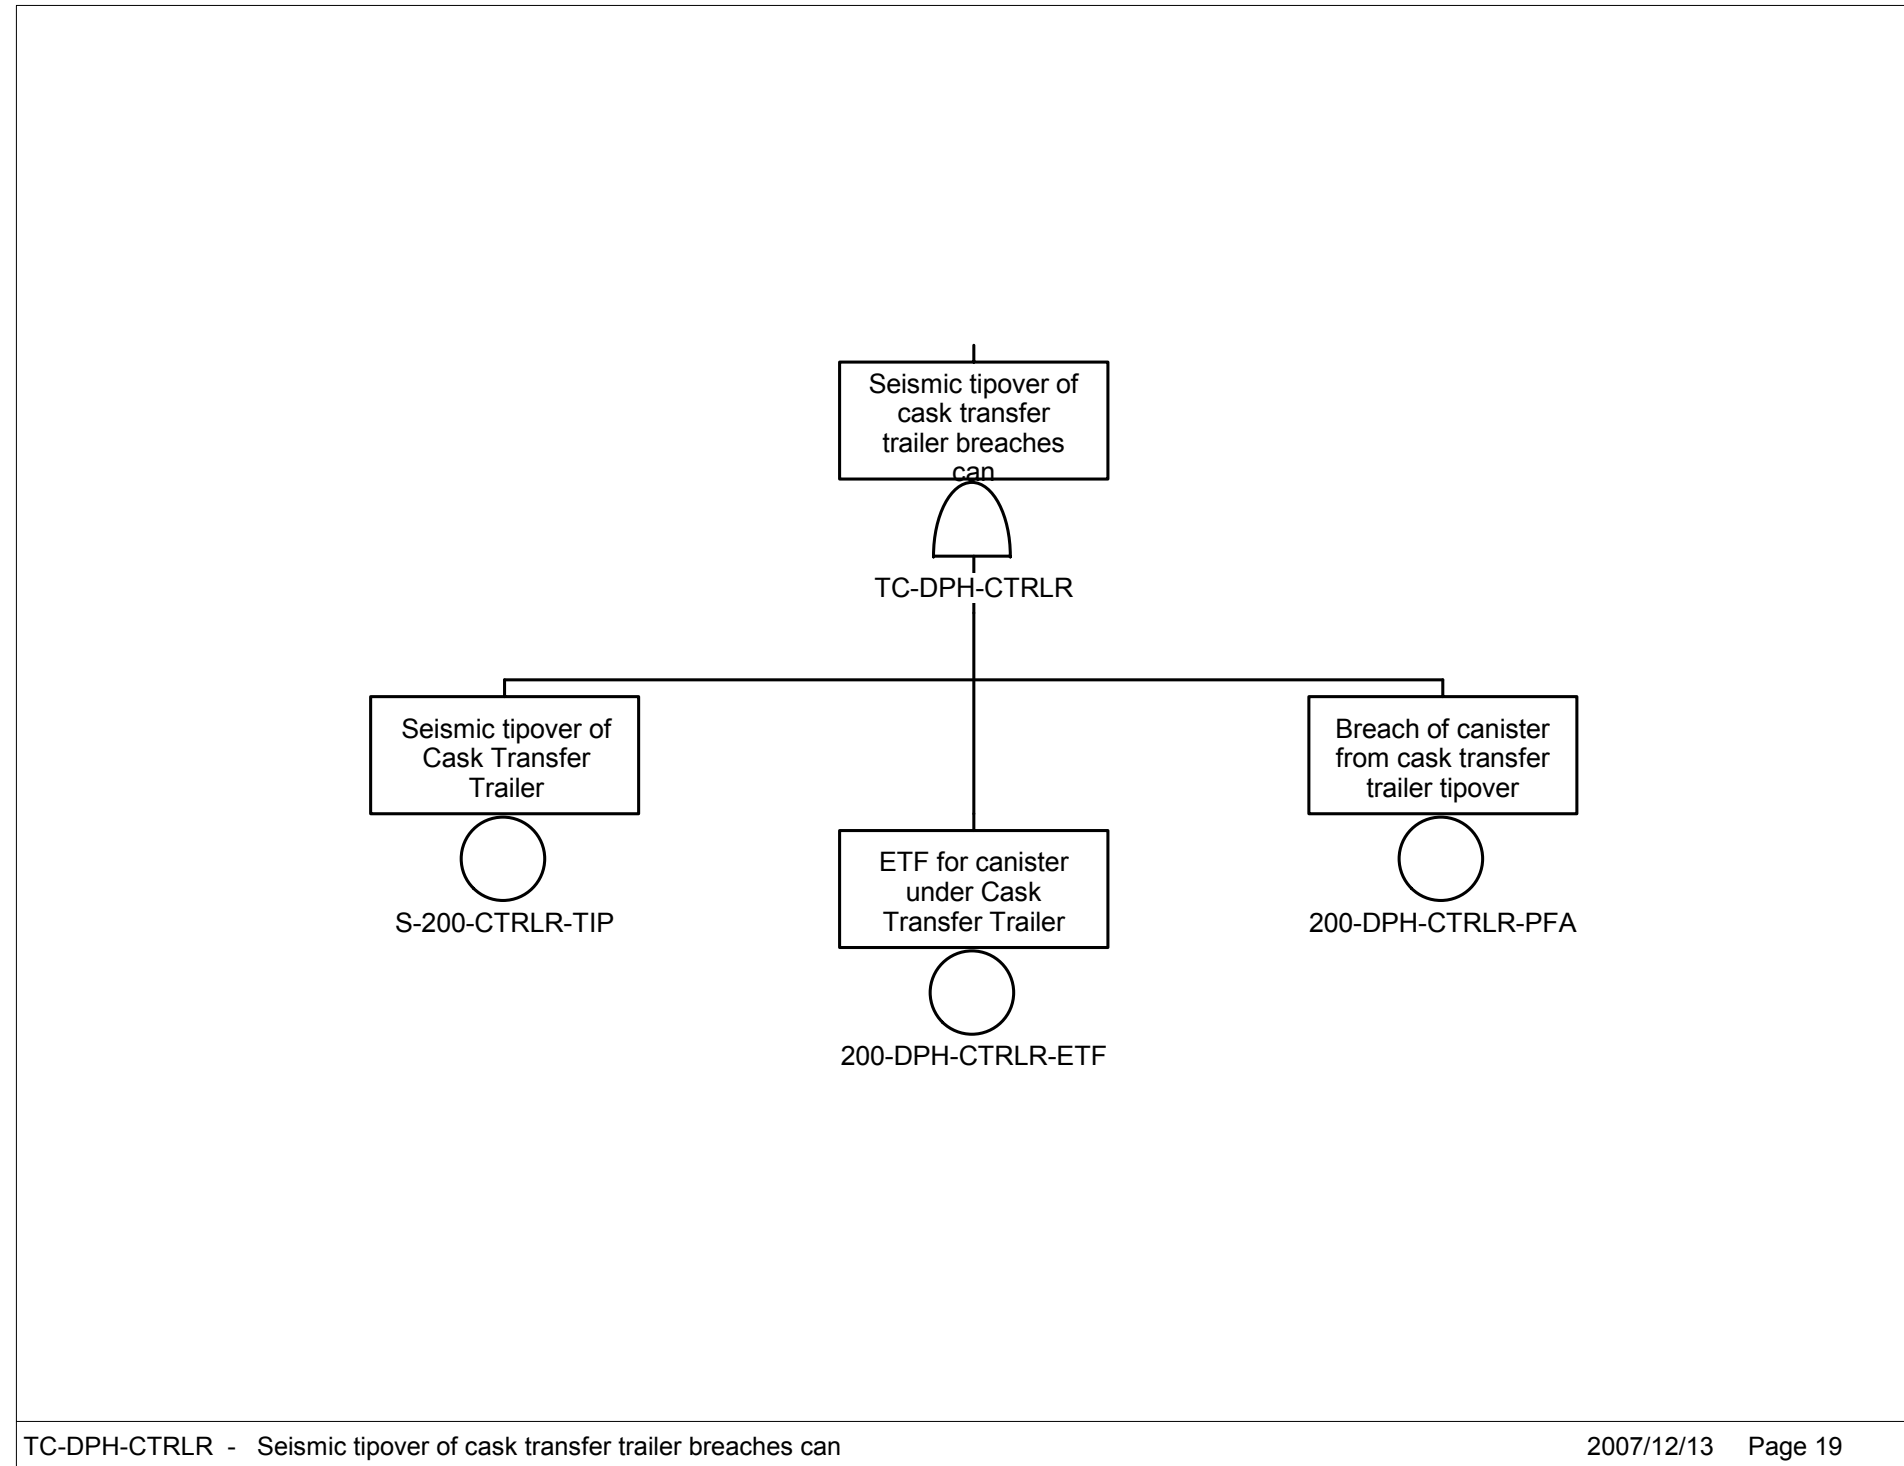 Seismic tipover of
cask transfer
trailer breaches
can
TC-DPH-CTRLR
Seismic tipover of
Cask Transfer
Trailer
S-200-CTRLR-TIP
ETF for canister
under Cask
Transfer Trailer
200-DPH-CTRLR-ETF
Breach of canister
from cask transfer
trailer tipover
200-DPH-CTRLR-PFA
TC-DPH-CTRLR - Seismic tipover of cask transfer trailer breaches can
2007/12/13 Page 19